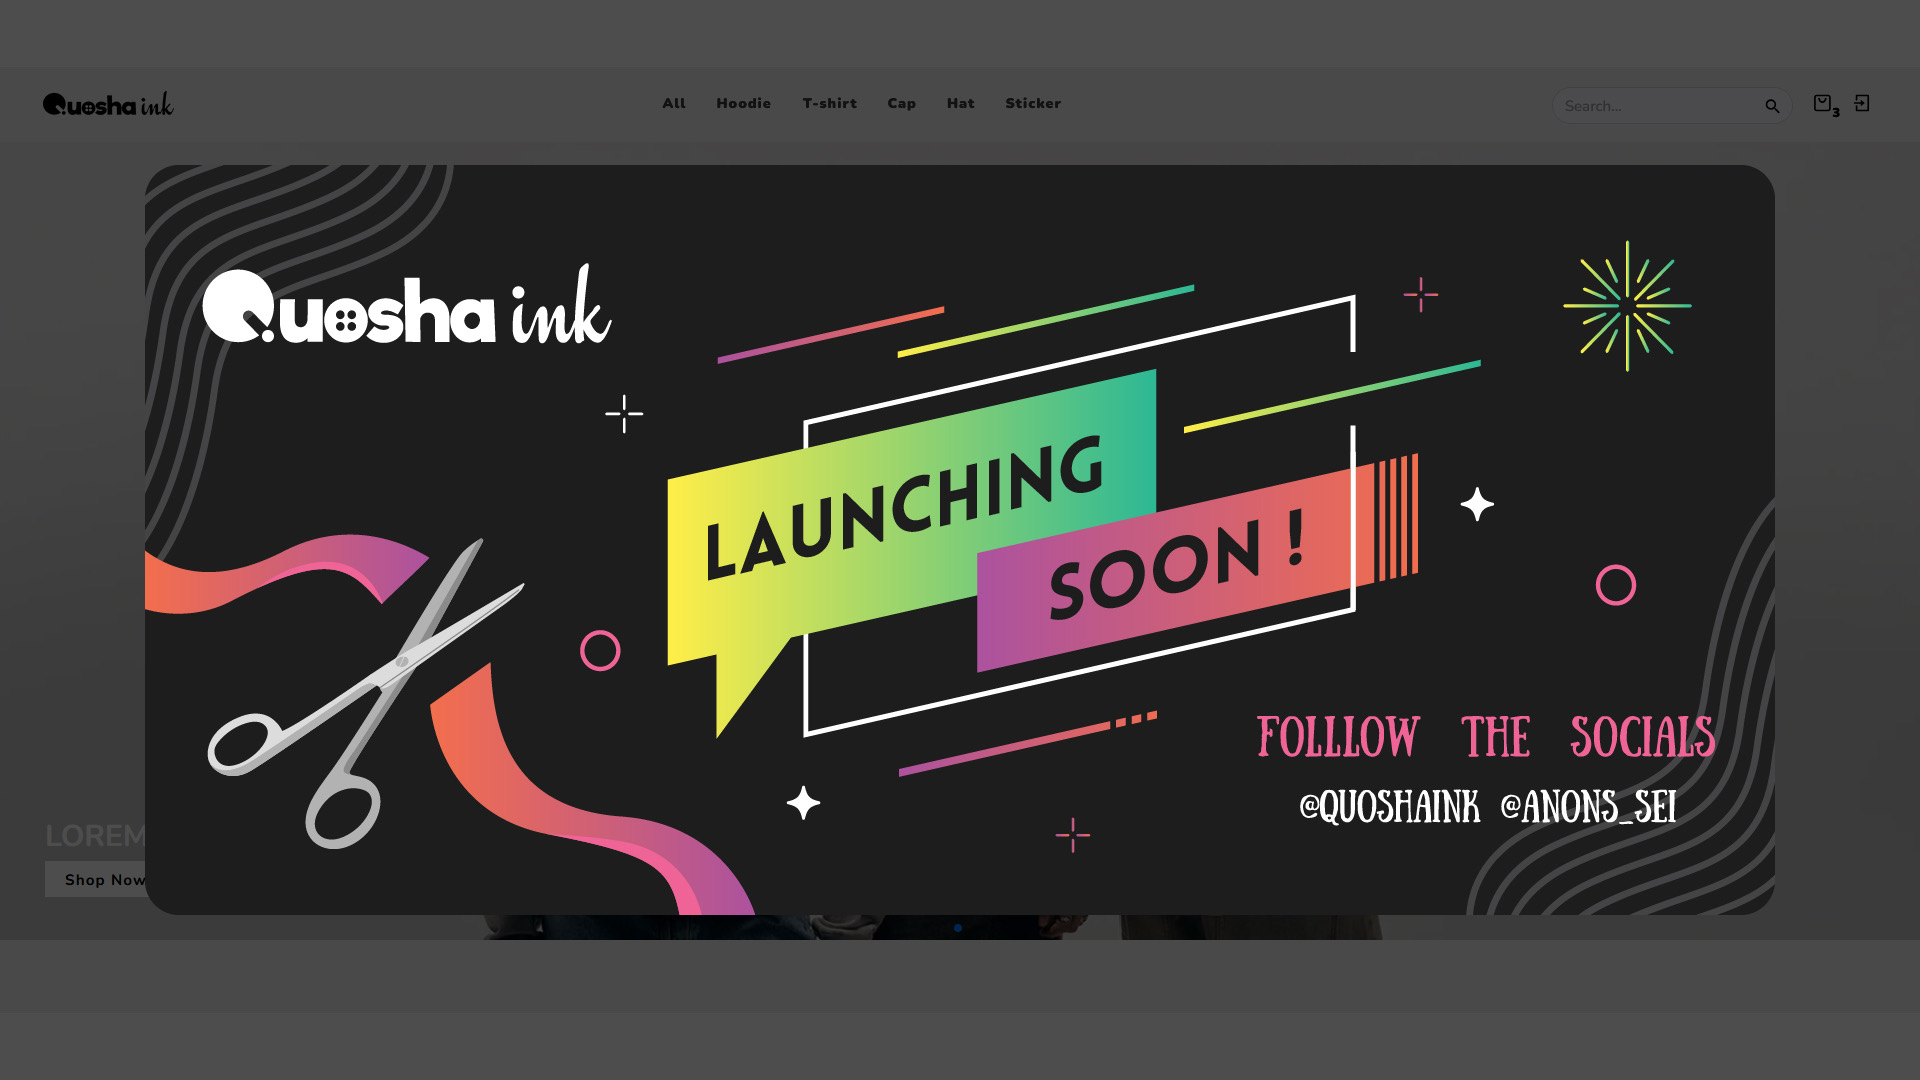 Quosha ink
All Hoodie T-shirt Cap Hat Sticker
Search...
3
Quosha ink
LAUNCHING
SOON !
FOLLLOW THE SOCIALS
@QUOSHAINK @ANONS_SEI
LOREM
Shop Now